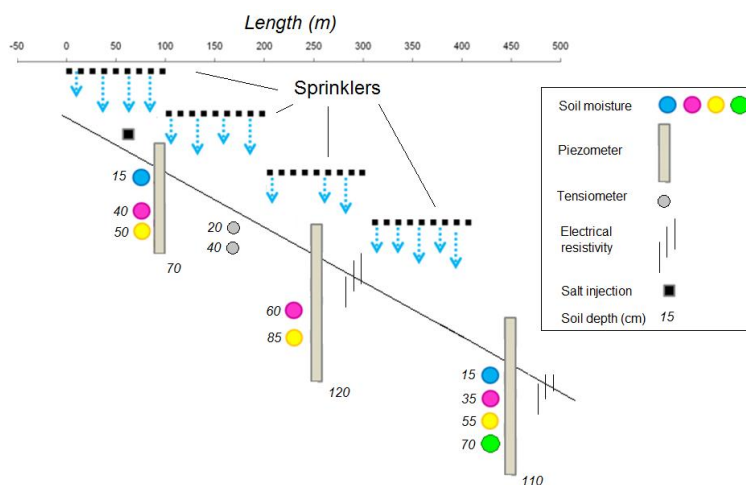 Length (m)
-50 0 50 100 150 200 250 300 350 400 450 500
Sprinklers
Soil moisture
Piezometer
Tensiometer
Electrical
resistivity
Salt injection
Soil depth (cm) 15
15
40
50
70
20
40
60
85
120
15
35
55
70
110